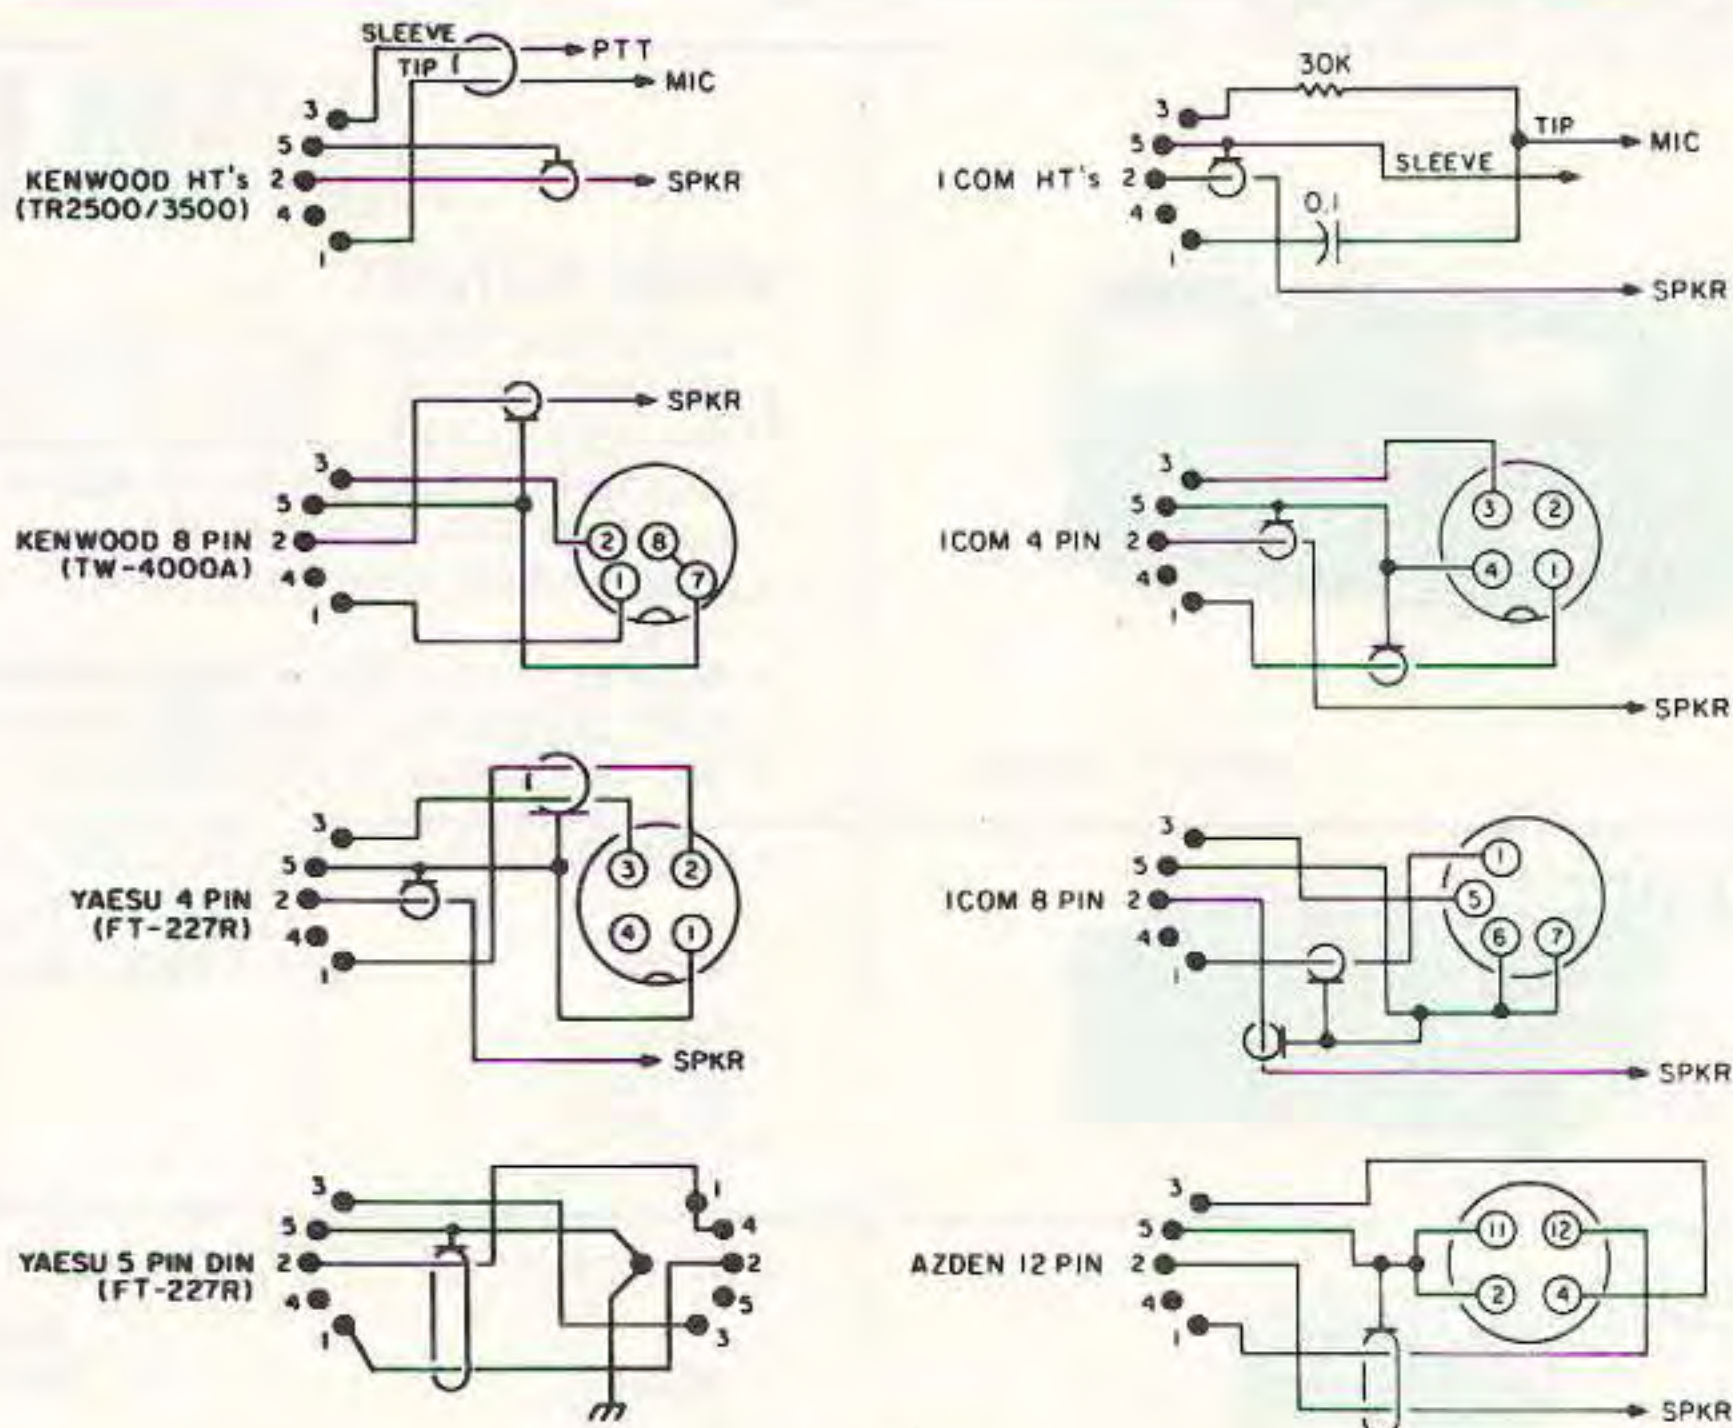 SLEEVE
PTT
TIP
MIC
3
5
KENWOOD HT's 2
SPKR
(TR2500/3500)
4
1
30K
3
TIP
5
MIC
SLEEVE
ICOM HT's 2
0.1
4
1
SPKR
SPKR
3
5
KENWOOD 8 PIN 2
(TW-4000A)
4
1
2 8
1 7
3
5
ICOM 4 PIN 2
4
1
3 2
4 1
SPKR
3
5
YAESU 4 PIN 2
(FT-227R)
4
1
3 2
4 1
SPKR
3
5
ICOM 8 PIN 2
4
1
1
5
6 7
SPKR
3
5
YAESU 5 PIN DIN 2
(FT-227R)
4
1
1
4
2
5
3
3
5
AZDEN 12 PIN 2
4
1
11 12
2 4
SPKR